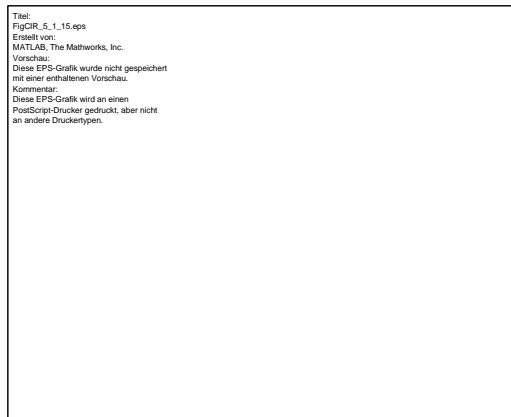 Titel:
FigCIR_5_1_15.eps
Erstellt von:
MATLAB, The Mathworks, Inc.
Vorschau:
Diese EPS-Grafik wurde nicht gespeichert
mit einer enthaltenen Vorschau.
Kommentar:
Diese EPS-Grafik wird an einen
PostScript-Drucker gedruckt, aber nicht
an andere Druckertypen.